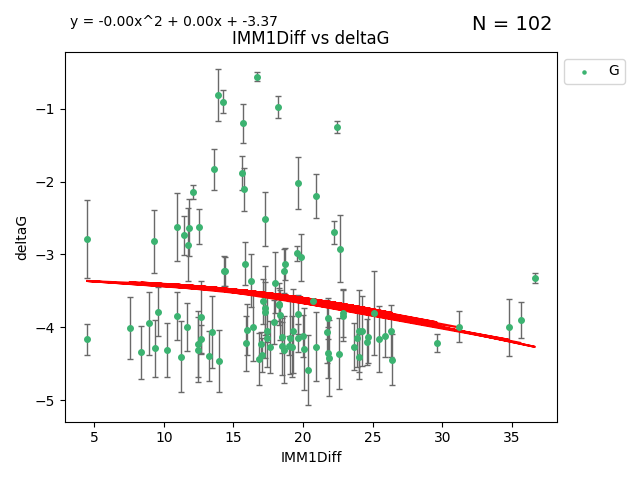 y = -0.00x^2 + 0.00x + -3.37
N = 102
IMM1Diff vs deltaG
G
deltaG
−1
−2
−3
−4
−5
5 10 15 20 25 30 35
IMM1Diff